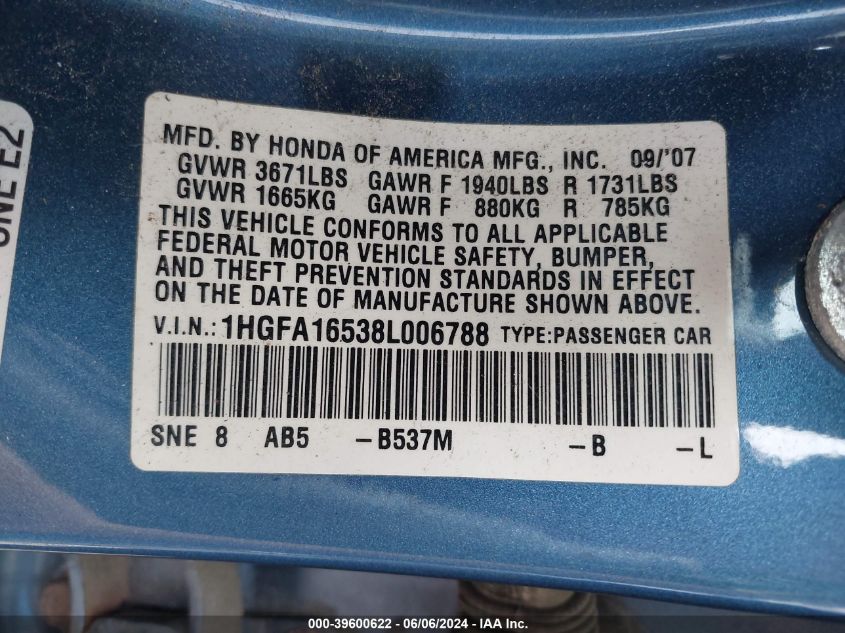 SNE E2
MFD. BY HONDA OF AMERICA MFG., INC. 09/'07
GVWR 3671LBS GAWR F 1940LBS R 1731LBS
GVWR 1665KG GAWR F 880KG R 785KG
THIS VEHICLE CONFORMS TO ALL APPLICABLE
FEDERAL MOTOR VEHICLE SAFETY, BUMPER,
AND THEFT PREVENTION STANDARDS IN EFFECT
ON THE DATE OF MANUFACTURE SHOWN ABOVE.
V.I.N.: 1HGFA16538L006788 TYPE:PASSENGER CAR
SNE 8 AB5 -B537M -B -L
000-39600622 - 06/06/2024 - IAA Inc.